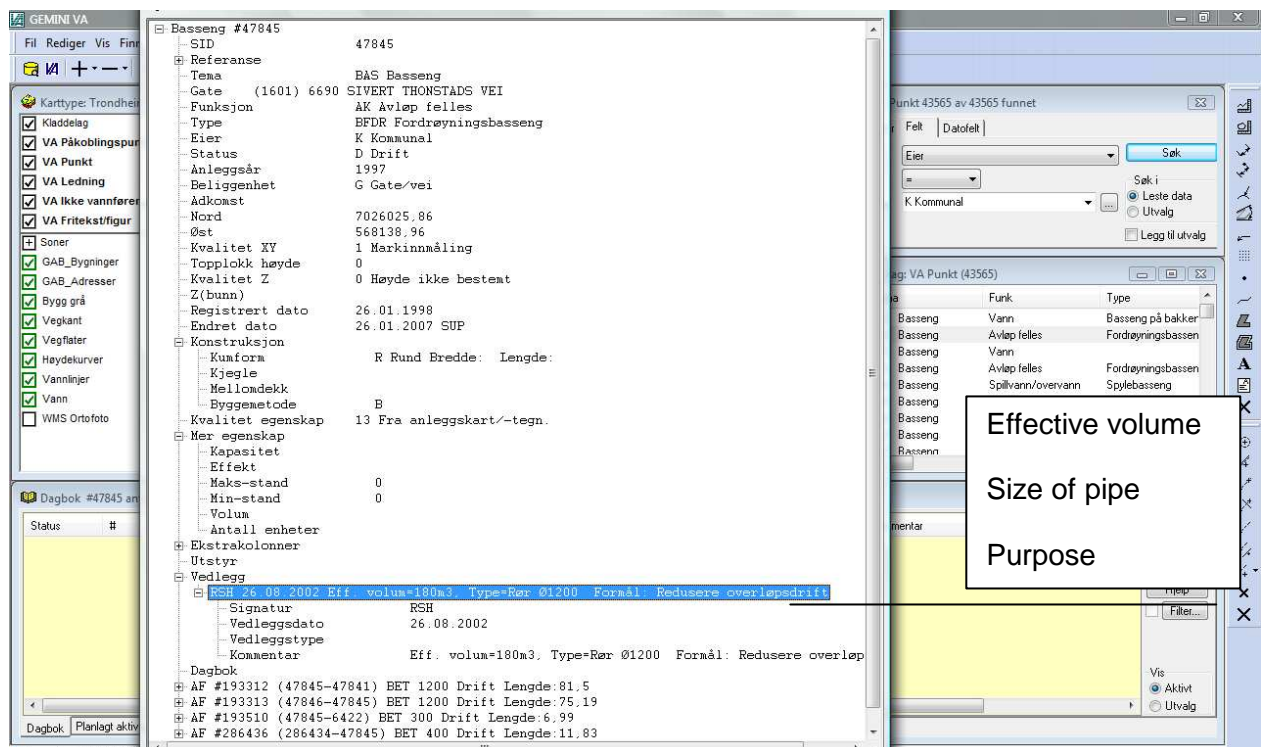 GEMINI VA
Fil Rediger Vis Finn
Karttype: Trondheim
Kladdelag
VA Påkoblingspun
VA Punkt
VA Ledning
VA Ikke vannfører
VA Fritekst/figur
Soner
GAB_Bygninger
GAB_Adresser
Bygg grå
Vegkant
Vegflater
Høydekurver
Vannlinjer
Vann
WMS Ortofoto
Basseng #47845
SID 47845
Referanse
Tema BAS Basseng
Gate (1601) 6690 SIVERT THONSTADS VEI
Funksjon AK Avløp felles
Type BFDR Fordrøyningsbasseng
Eier K Kommunal
Status D Drift
Anleggsår 1997
Beliggenhet G Gate/vei
Adkomst
Nord 7026025,86
Øst 568138,96
Kvalitet XY 1 Markinnmåling
Topplokk høyde 0
Kvalitet Z 0 Høyde ikke bestemt
Z(bunn)
Registrert dato 26.01.1998
Endret dato 26.01.2007 SUP
Konstruksjon
Kumform R Rund Bredde: Lengde:
Kjegle
Mellomdekk
Byggemetode B
Kvalitet egenskap 13 Fra anleggskart/-tegn.
Mer egenskap
Kapasitet
Effekt
Maks-stand 0
Min-stand 0
Volum
Antall enheter
Ekstrakolonner
Utstyr
Vedlegg
RSH 26.08.2002 Eff. volum=180m3, Type=Rør Ø1200 Formål: Redusere overløpsdrift
Signatur RSH
Vedleggsdato 26.08.2002
Vedleggstype
Kommentar Eff. volum=180m3, Type=Rør Ø1200 Formål: Redusere overløp
Dagbok
AF #193312 (47845-47841) BET 1200 Drift Lengde:81,5
AF #193313 (47846-47845) BET 1200 Drift Lengde:75,19
AF #193510 (47845-6422) BET 300 Drift Lengde:6,99
AF #286436 (286434-47845) BET 400 Drift Lengde:11,83
Punkt 43565 av 43565 funnet
Felt Datofelt
Eier Søk
= Søk i
K Kommunal ... Leste data
Utvalg
Legg til utvalg
ag: VA Punkt (43565)
na Funk Type
Basseng Vann Basseng på bakker
Basseng Avløp felles Fordrøyningsbassen
Basseng Vann
Basseng Avløp felles Fordrøyningsbassen
Basseng Spillvann/overvann Spylebasseng
Basseng
Basseng
Basseng
Basseng
Effective volume
Size of pipe
Purpose
Dagbok #47845 an
Status #
mentar
Hjelp
Filter...
Vis
Aktivt
Utvalg
Dagbok Planlagt aktiv